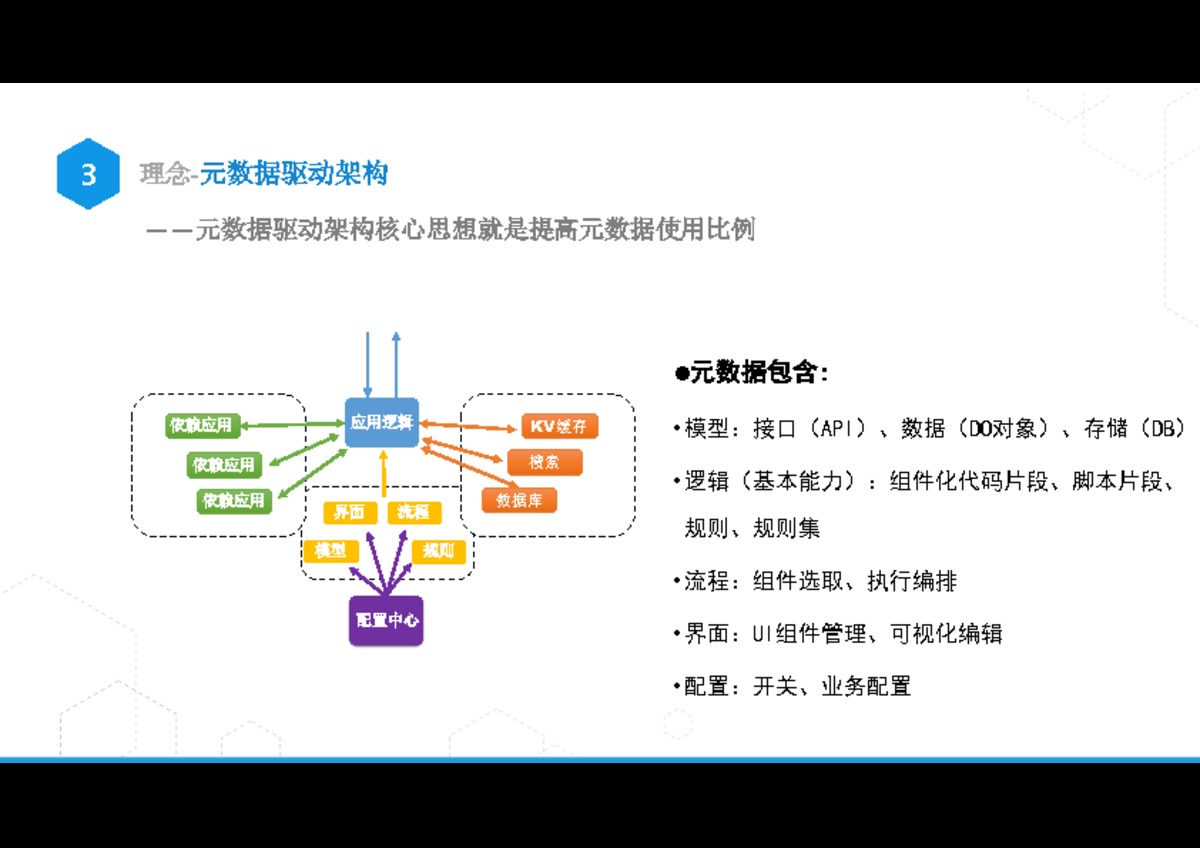 3
理念-元数据驱动架构
——元数据驱动架构核心思想就是提高元数据使用比例
依赖应用
依赖应用
依赖应用
应用逻辑
KV缓存
搜索
数据库
界面
流程
模型
规则
配置中心
●元数据包含:
•模型：接口（API）、数据（DO对象）、存储（DB）
•逻辑（基本能力）：组件化代码片段、脚本片段、
规则、规则集
•流程：组件选取、执行编排
•界面：UI组件管理、可视化编辑
•配置：开关、业务配置